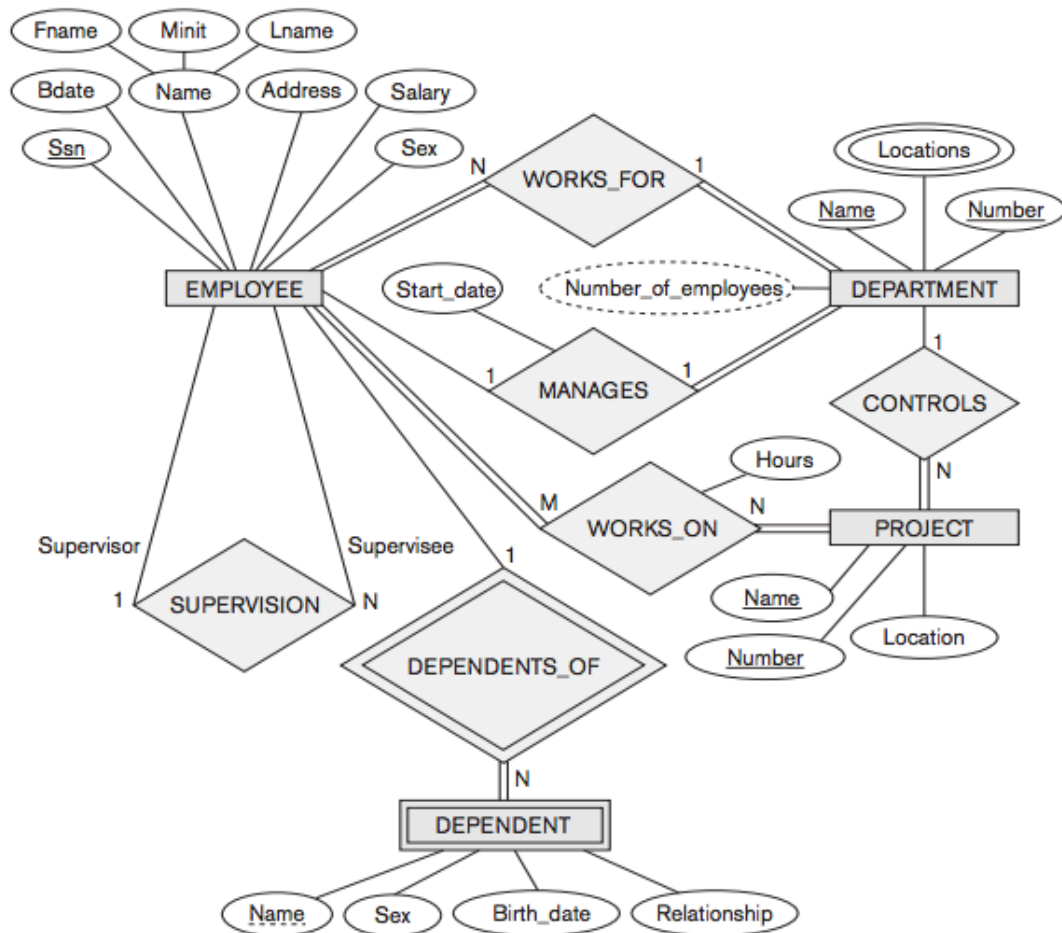 Fname
Minit
Lname
Bdate
Name
Address
Salary
Ssn
Sex
N
WORKS_FOR
1
Locations
Name
Number
EMPLOYEE
Start_date
Number_of_employees
DEPARTMENT
1
MANAGES
1
1
CONTROLS
N
Hours
M
WORKS_ON
N
PROJECT
Supervisor
Supervisee
1
SUPERVISION
N
1
Name
Number
Location
DEPENDENTS_OF
N
DEPENDENT
Name
Sex
Birth_date
Relationship